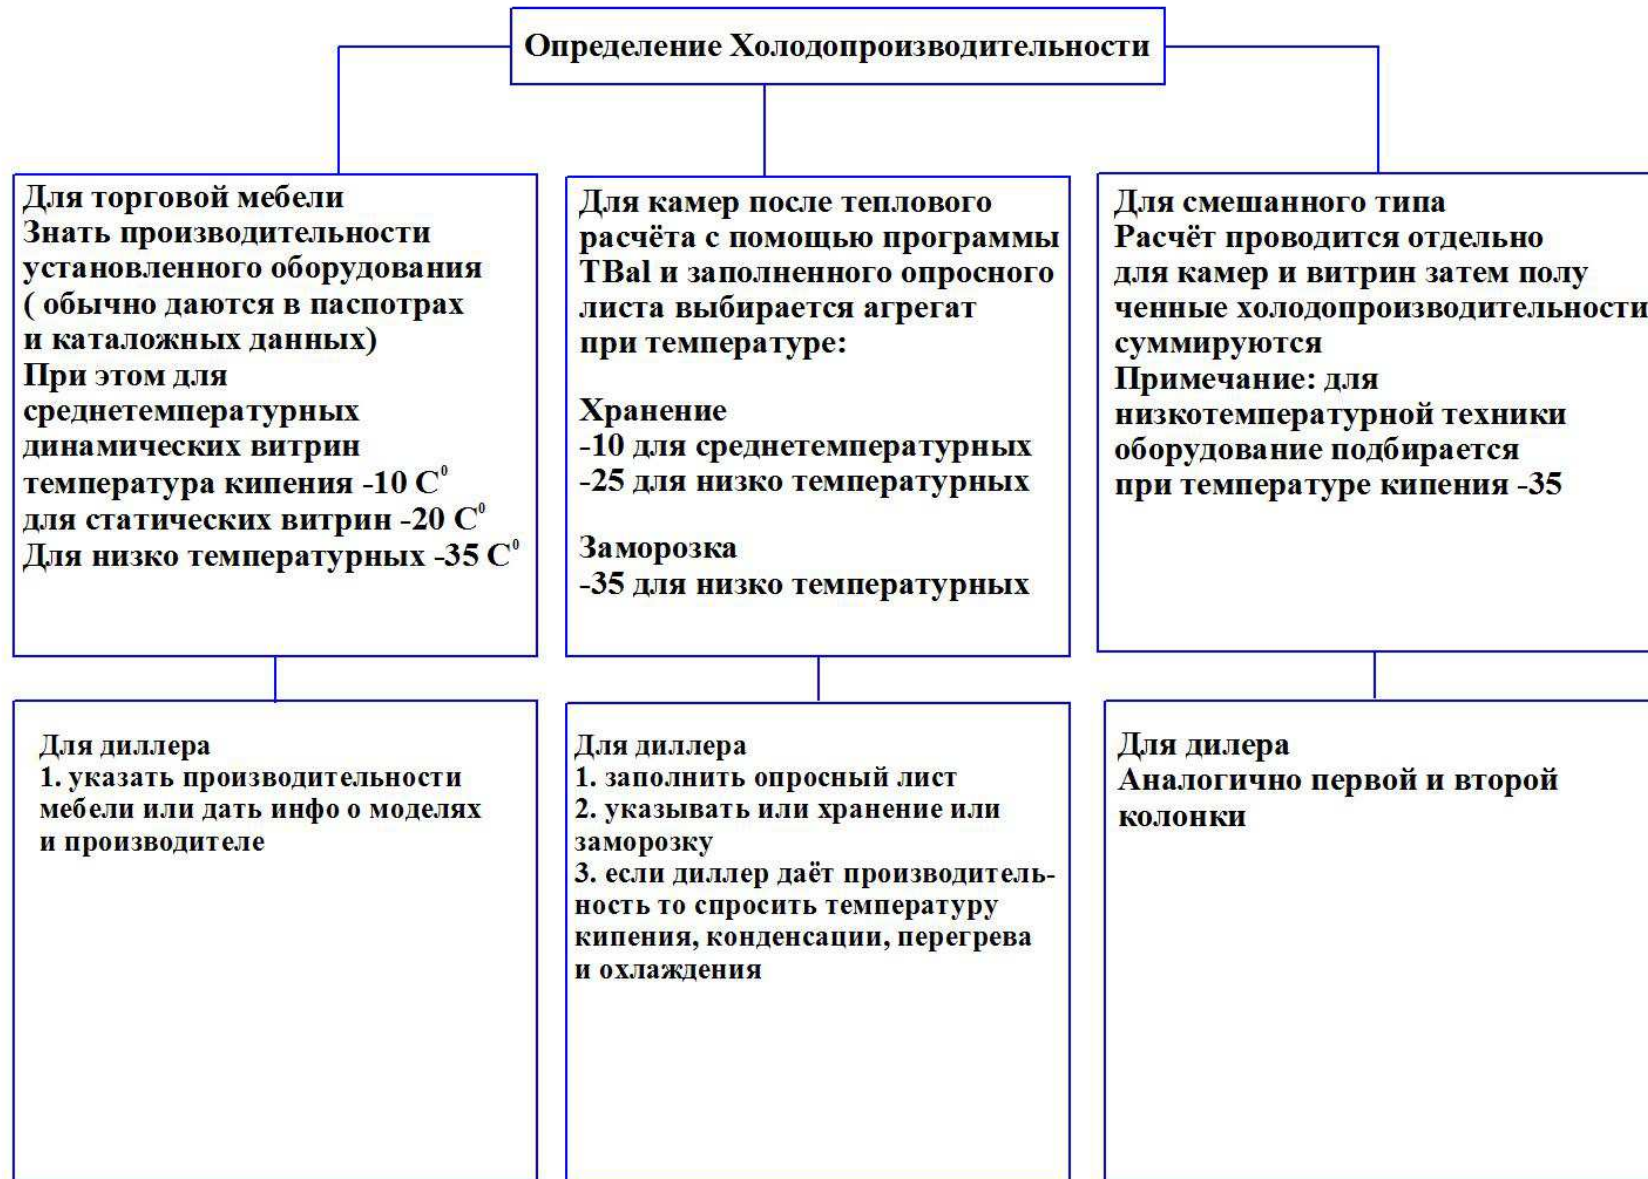 Определение Холодопроизводительности
Для торговой мебели
Знать производительности
установленного оборудования
( обычно даются в паспотрах
и каталожных данных)
При этом для
среднетемпературных
динамических витрин
температура кипения -10 С⁰
для статических витрин -20 С⁰
Для низко температурных -35 С⁰
Для камер после теплового
расчёта с помощью программы
TBal и заполненного опросного
листа выбирается агрегат
при температуре:
Хранение
-10 для среднетемпературных
-25 для низко температурных
Заморозка
-35 для низко температурных
Для смешанного типа
Расчёт проводится отдельно
для камер и витрин затем полу
ченные холодопроизводительности
суммируются
Примечание: для
низкотемпературной техники
оборудование подбирается
при температуре кипения -35
Для диллера
1. указать производительности
мебели или дать инфо о моделях
и производителе
Для диллера
1. заполнить опросный лист
2. указывать или хранение или
заморозку
3. если диллер даёт производитель-
ность то спросить температуру
кипения, конденсации, перегрева
и охлаждения
Для дилера
Аналогично первой и второй
колонки